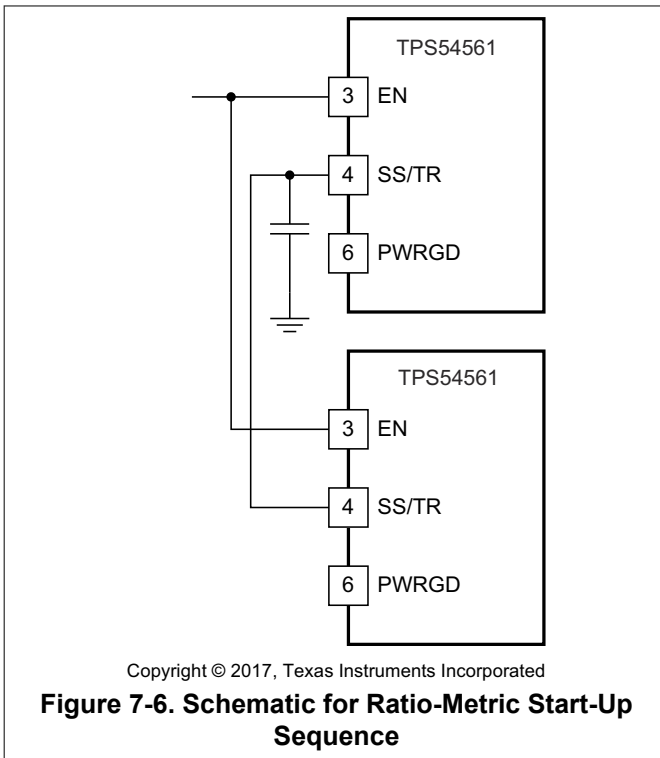 TPS54561
3 EN
4 SS/TR
6 PWRGD
TPS54561
3 EN
4 SS/TR
6 PWRGD
Copyright © 2017, Texas Instruments Incorporated
Figure 7-6. Schematic for Ratio-Metric Start-Up
Sequence